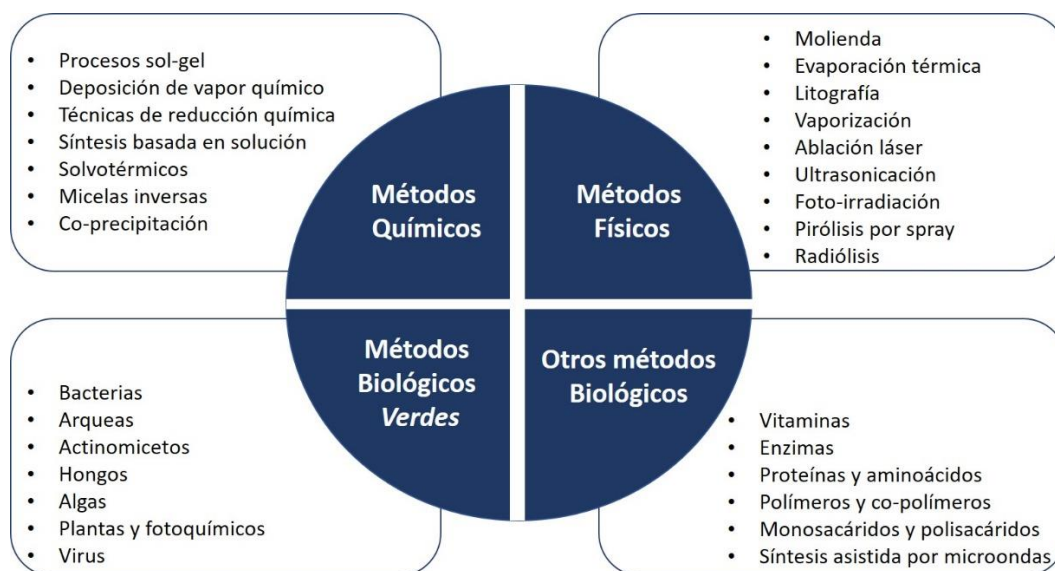 • Procesos sol-gel
• Deposición de vapor químico
• Técnicas de reducción química
• Síntesis basada en solución
• Solvotérmicos
• Micelas inversas
• Co-precipitación
Métodos
Químicos
• Molienda
• Evaporación térmica
• Litografía
• Vaporización
• Ablación láser
• Ultrasonicación
• Foto-irradiación
• Pirólisis por spray
• Radiólisis
Métodos
Físicos
• Bacterias
• Arqueas
• Actinomicetos
• Hongos
• Algas
• Plantas y fotoquímicos
• Virus
Métodos
Biológicos
Verdes
Otros métodos
Biológicos
• Vitaminas
• Enzimas
• Proteínas y aminoácidos
• Polímeros y co-polímeros
• Monosacáridos y polisacáridos
• Síntesis asistida por microondas